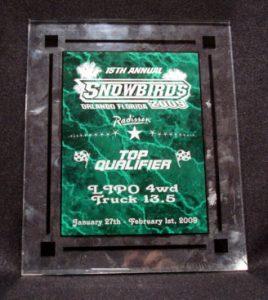 15TH ANNUAL
SNOWBIRDS
ORLANDO FLORIDA 2009
Radisson
TOP
QUALIFIER
LIPO 4wd
Truck 13.5
January 27th - February 1st, 2009